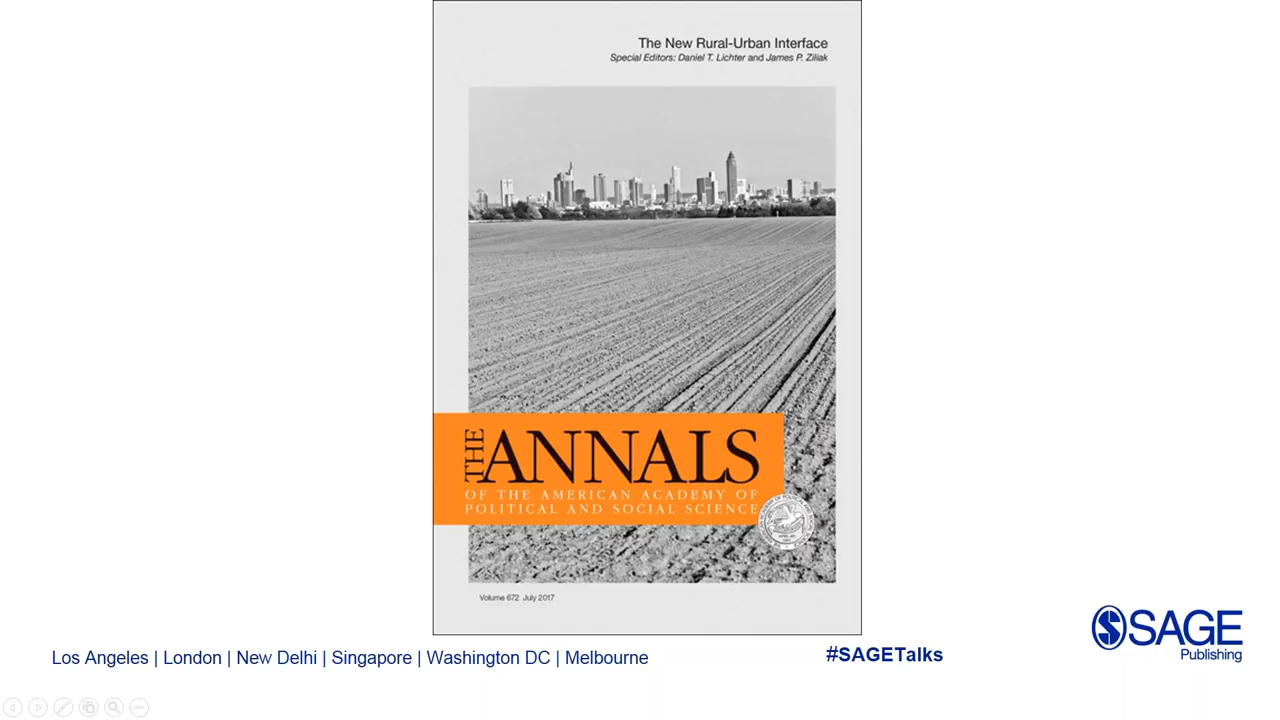 The New Rural-Urban Interface
Special Editors: Daniel T. Lichter and James P. Ziliak
THE ANNALS
OF THE AMERICAN ACADEMY OF
POLITICAL AND SOCIAL SCIENCE
Volume 672 July 2017
Los Angeles | London | New Delhi | Singapore | Washington DC | Melbourne
#SAGETalks
SAGE
Publishing